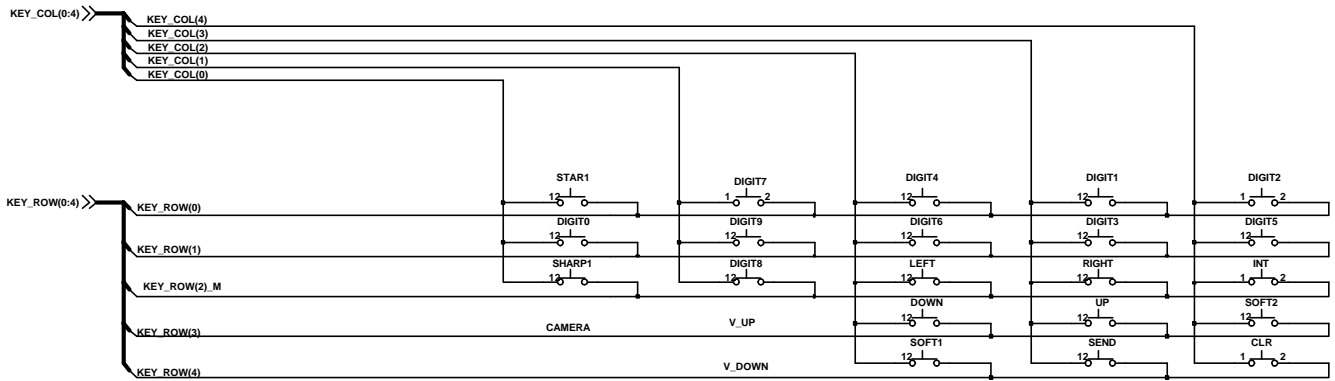 KEY_COL(0:4)
KEY_COL(4)
KEY_COL(3)
KEY_COL(2)
KEY_COL(1)
KEY_COL(0)
STAR1 DIGIT7 DIGIT4 DIGIT1 DIGIT2
KEY_ROW(0:4)
12 1 2 12 12 1 2
KEY_ROW(0)
DIGIT0 DIGIT9 DIGIT6 DIGIT3 DIGIT5
12 12 12 12 12
KEY_ROW(1)
SHARP1 DIGIT8 LEFT RIGHT INT
12 12 12 12 1 2
KEY_ROW(2)_M
DOWN UP SOFT2
12 12 12
KEY_ROW(3) CAMERA V_UP
SOFT1 SEND CLR
12 12 1 2
KEY_ROW(4) V_DOWN